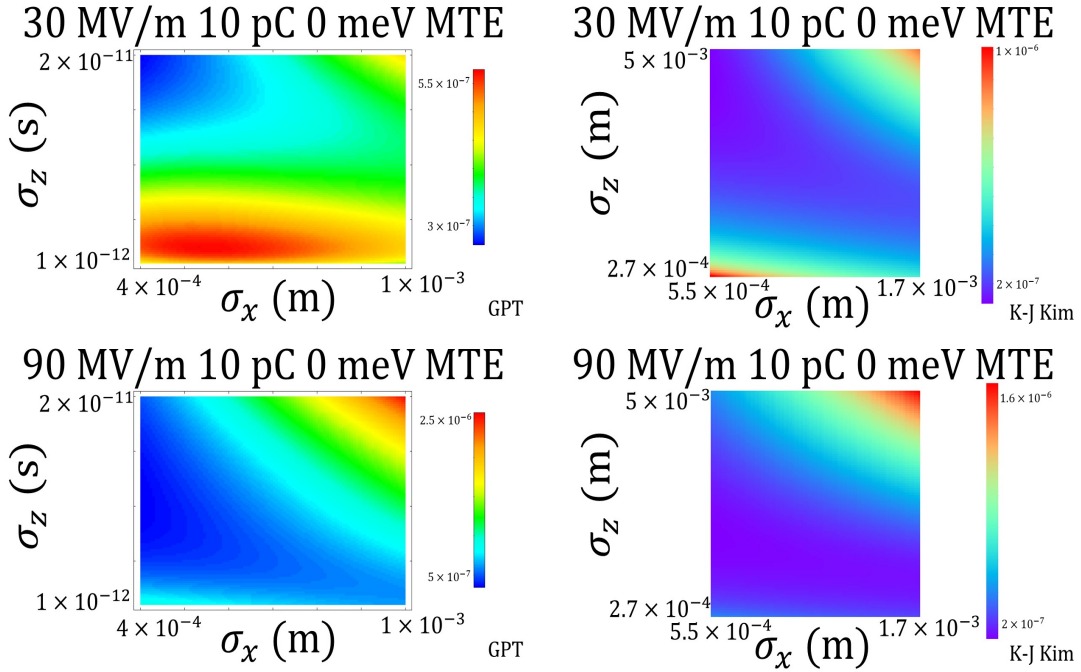 30 MV/m 10 pC 0 meV MTE
2 × 10⁻¹¹
σz (s)
1 × 10⁻¹²
4 × 10⁻⁴
σx (m)
1 × 10⁻³
5.5 × 10⁻⁷
3 × 10⁻⁷
GPT
30 MV/m 10 pC 0 meV MTE
5 × 10⁻³
σz (m)
2.7 × 10⁻⁴
5.5 × 10⁻⁴
σx (m)
1.7 × 10⁻³
1 × 10⁻⁶
2 × 10⁻⁷
K-J Kim
90 MV/m 10 pC 0 meV MTE
2 × 10⁻¹¹
σz (s)
1 × 10⁻¹²
4 × 10⁻⁴
σx (m)
1 × 10⁻³
2.5 × 10⁻⁶
5 × 10⁻⁷
GPT
90 MV/m 10 pC 0 meV MTE
5 × 10⁻³
σz (m)
2.7 × 10⁻⁴
5.5 × 10⁻⁴
σx (m)
1.7 × 10⁻³
1.6 × 10⁻⁶
2 × 10⁻⁷
K-J Kim